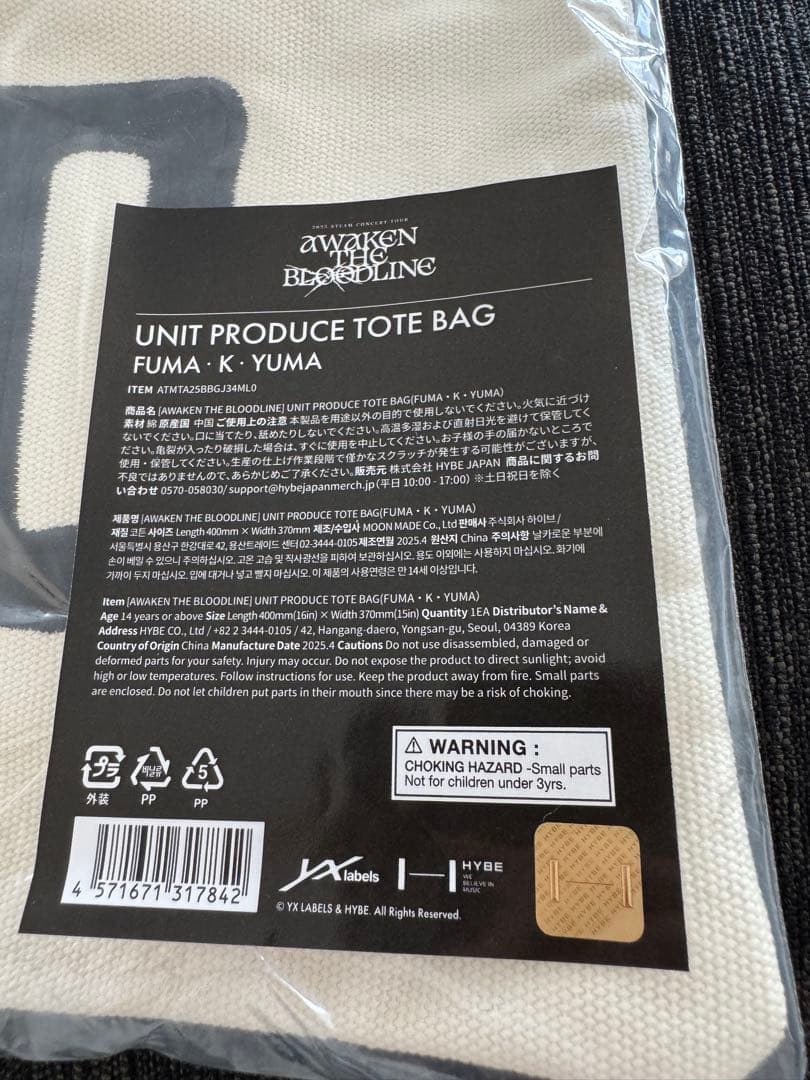 2025 &TEAM CONCERT TOUR
AWAKEN
THE
BLOODLINE
UNIT PRODUCE TOTE BAG
FUMA · K · YUMA
ITEM ATMTA25BBGJ34ML0
商品名 [AWAKEN THE BLOODLINE] UNIT PRODUCE TOTE BAG(FUMA・K・YUMA)
素材 綿 原産国 中国 ご使用上の注意 本製品を用途以外の目的で使用しないでください。火気に近づけ
ないでください。口に当てたり、舐めたりしないでください。高温多湿および直射日光を避けて保管してく
ださい。亀裂が入ったり破損した場合は、すぐに使用を中止してください。お子様の手の届かないところで
使用・保管してください。生産の仕上げ作業段階で僅かなスクラッチが発生する可能性がございますが、
不良ではありませんので、あらかじめご了承ください。販売元 株式会社 HYBE JAPAN 商品に関するお問
い合わせ 0570-058030/ support@hybejapanmerch.jp (平日 10:00 - 17:00) ※土日祝日を除く
제품명 [AWAKEN THE BLOODLINE] UNIT PRODUCE TOTE BAG(FUMA・K・YUMA)
재질 코튼 사이즈 Length 400mm × Width 370mm 제조/수입사 MOON MADE Co., Ltd 판매사 주식회사 하이브/
서울특별시 용산구 한강대로 42, 용산트레이드 센터 02-3444-0105 제조연월 2025.4 원산지 China 주의사항 날카로운 부분에
손이 베일 수 있으니 주의하십시오. 고온 고습 및 직사광선을 피하여 보관하십시오. 용도 이외에는 사용하지 마십시오. 화기에
가까이 두지 마십시오. 입에 대거나 넣고 빨지 마십시오. 이 제품의 사용연령은 만 14세 이상입니다.
Item [AWAKEN THE BLOODLINE] UNIT PRODUCE TOTE BAG(FUMA・K・YUMA)
Age 14 years or above Size Length 400mm(16in) × Width 370mm(15in) Quantity 1EA Distributor's Name &
Address HYBE CO., Ltd / +82 2 3444-0105 / 42, Hangang-daero, Yongsan-gu, Seoul, 04389 Korea
Country of Origin China Manufacture Date 2025.4 Cautions Do not use disassembled, damaged or
deformed parts for your safety. Injury may occur. Do not expose the product to direct sunlight; avoid
high or low temperatures. Follow instructions for use. Keep the product away from fire. Small parts
are enclosed. Do not let children put parts in their mouth since there may be a risk of choking.
⚠ WARNING :
CHOKING HAZARD -Small parts
Not for children under 3yrs.
プラ 비닐류 5
外装 PP PP
4 571671 317842
YX labels
HYBE
WE
BELIEVE IN
MUSIC
© YX LABELS & HYBE. All Rights Reserved.